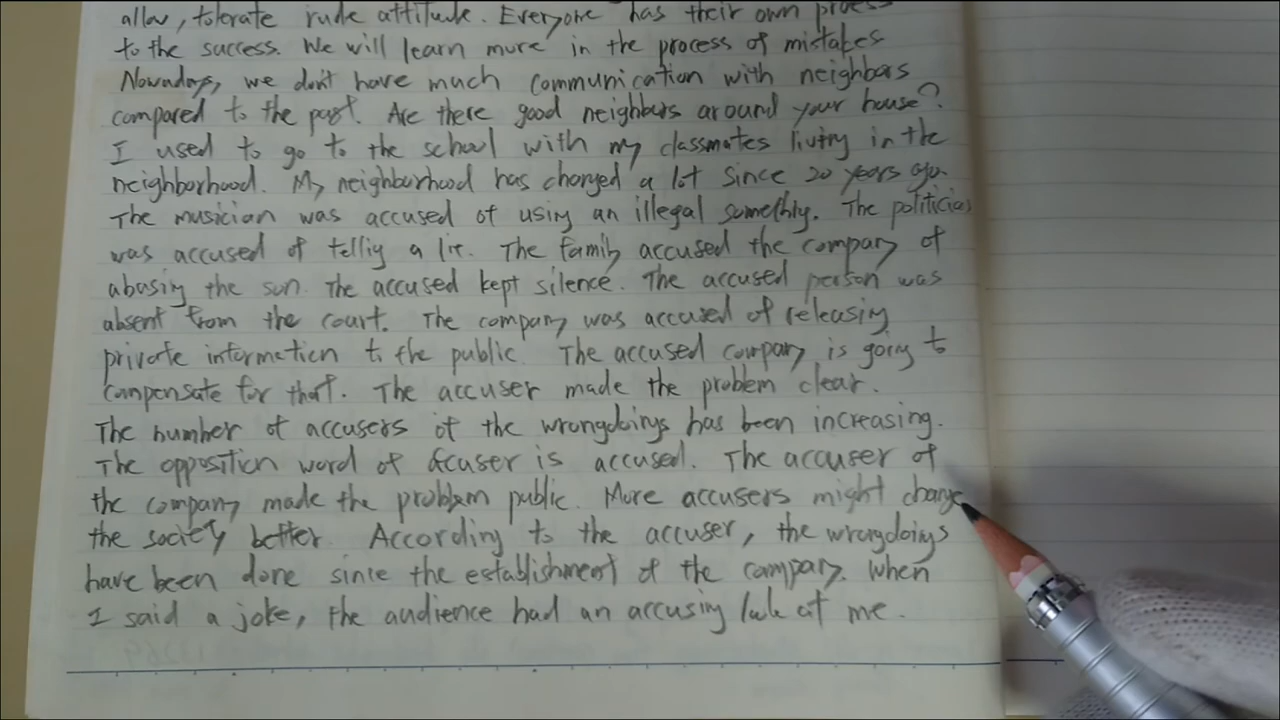 allow, tolerate rude attitude. Everyone has their own process
to the success. We will learn more in the process of mistakes
Nowadays, we don't have much communication with neighbors
compared to the past. Are there good neighbors around your house?
I used to go to the school with my classmates living in the
neighborhood. My neighborhood has changed a lot since 20 years ago.
The musician was accused of using an illegal something. The politician
was accused of telling a lie. The family accused the company of
abusing the son. The accused kept silence. The accused person was
absent from the court. The company was accused of releasing
private information to the public. The accused company is going to
compensate for that. The accuser made the problem clear.
The number of accusers of the wrongdoings has been increasing.
The opposition word of accuser is accused. The accuser of
the company made the problem public. More accusers might change
the society better. According to the accuser, the wrongdoings
have been done since the establishment of the company. When
I said a joke, the audience had an accusing look at me.